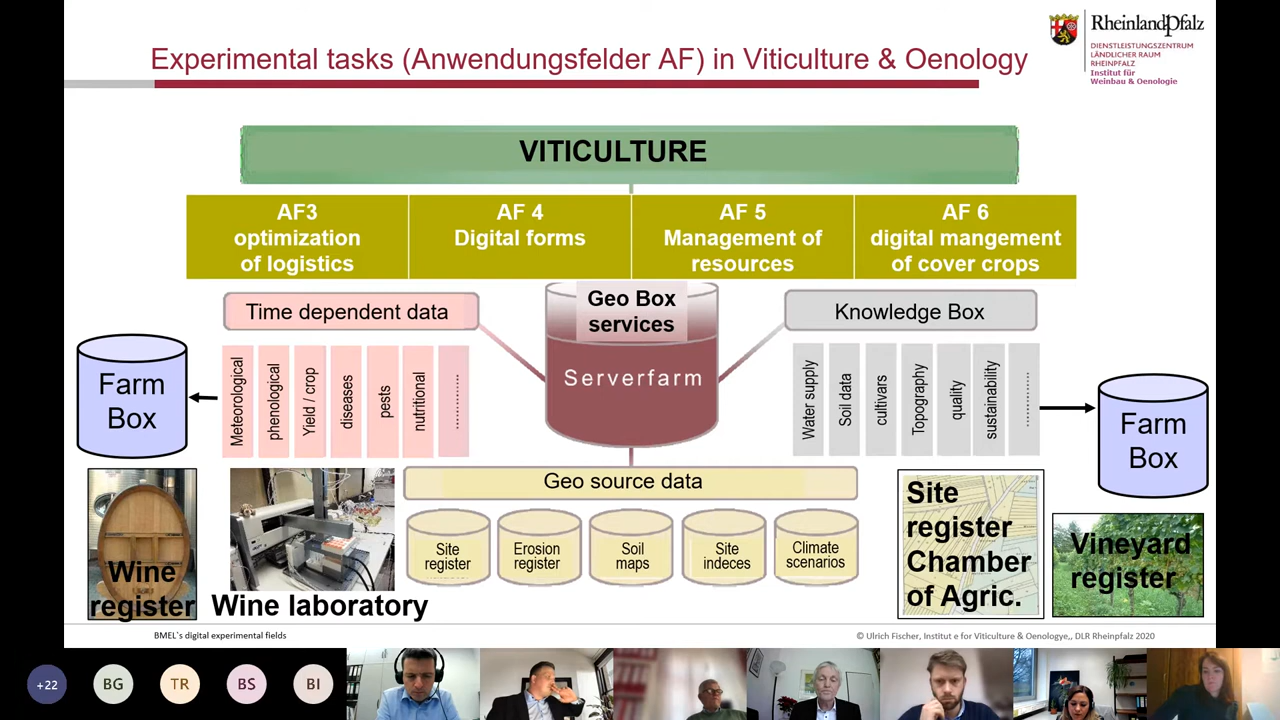 Experimental tasks (Anwendungsfelder AF) in Viticulture & Oenology
RheinlandPfalz
DIENSTLEISTUNGSZENTRUM
LÄNDLICHER RAUM
RHEINPFALZ
Institut für
Weinbau & Oenologie
VITICULTURE
AF3
optimization
of logistics
AF 4
Digital forms
AF 5
Management of
resources
AF 6
digital mangement
of cover crops
Time dependent data
Geo Box
services
Serverfarm
Knowledge Box
Farm
Box
Meteorological
phenological
Yield / crop
diseases
pests
nutritional
..........
Water supply
Soil data
cultivars
Topography
quality
sustainability
..........
Farm
Box
Geo source data
Site
register
Erosion
register
Soil
maps
Site
indeces
Climate
scenarios
Wine
register
Wine laboratory
Site
register
Chamber
of Agric.
Vineyard
register
BMEL`s digital experimental fields
© Ulrich Fischer, Institut e for Viticulture & Oenologye,, DLR Rheinpfalz 2020
+22
BG
TR
BS
BI